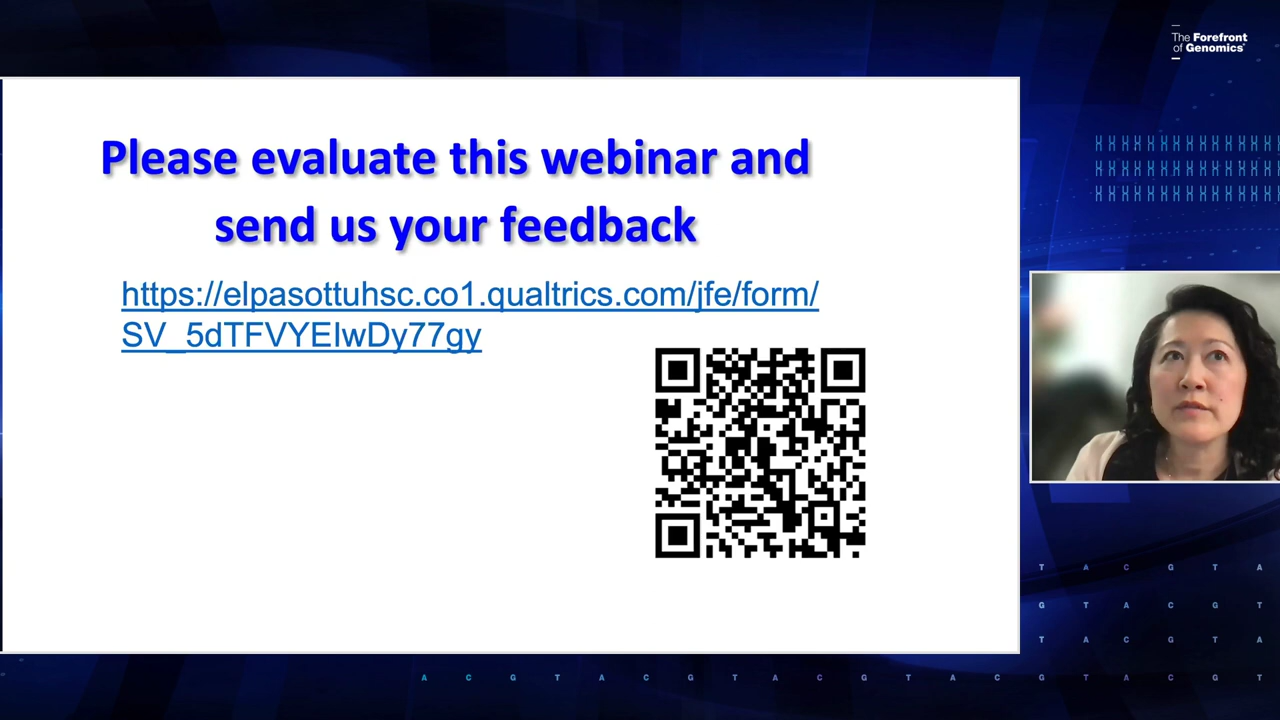 The Forefront
of Genomics®
Please evaluate this webinar and
send us your feedback
https://elpasottuhsc.co1.qualtrics.com/jfe/form/
SV_5dTFVYEIwDy77gy
T A C G T A
G T A C G T
T A C G T A
A C G T A C G T A C G T A C G T A C G T